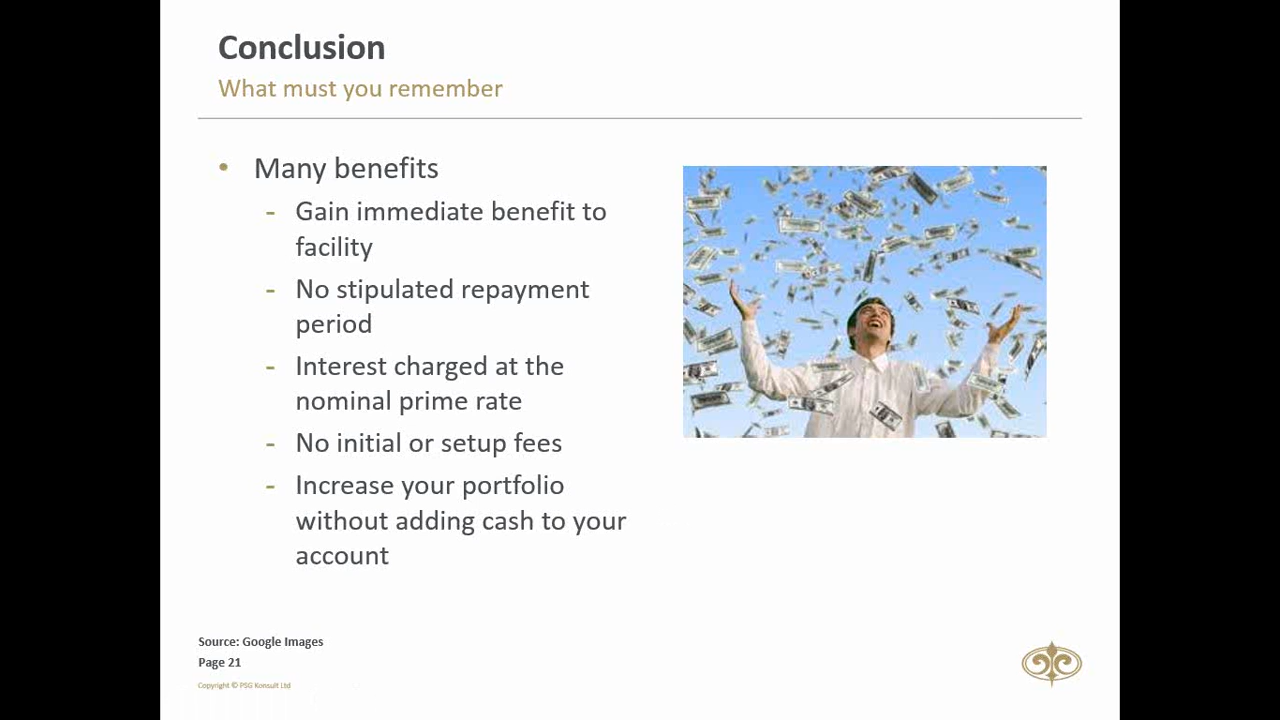 Conclusion
What must you remember
• Many benefits
- Gain immediate benefit to
facility
- No stipulated repayment
period
- Interest charged at the
nominal prime rate
- No initial or setup fees
- Increase your portfolio
without adding cash to your
account
Source: Google Images
Page 21
Copyright © PSG Konsult Ltd